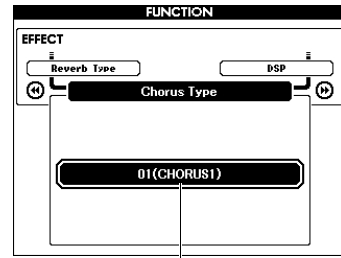 FUNCTION
EFFECT
Reverb Type
DSP
Chorus Type
01(CHORUS1)